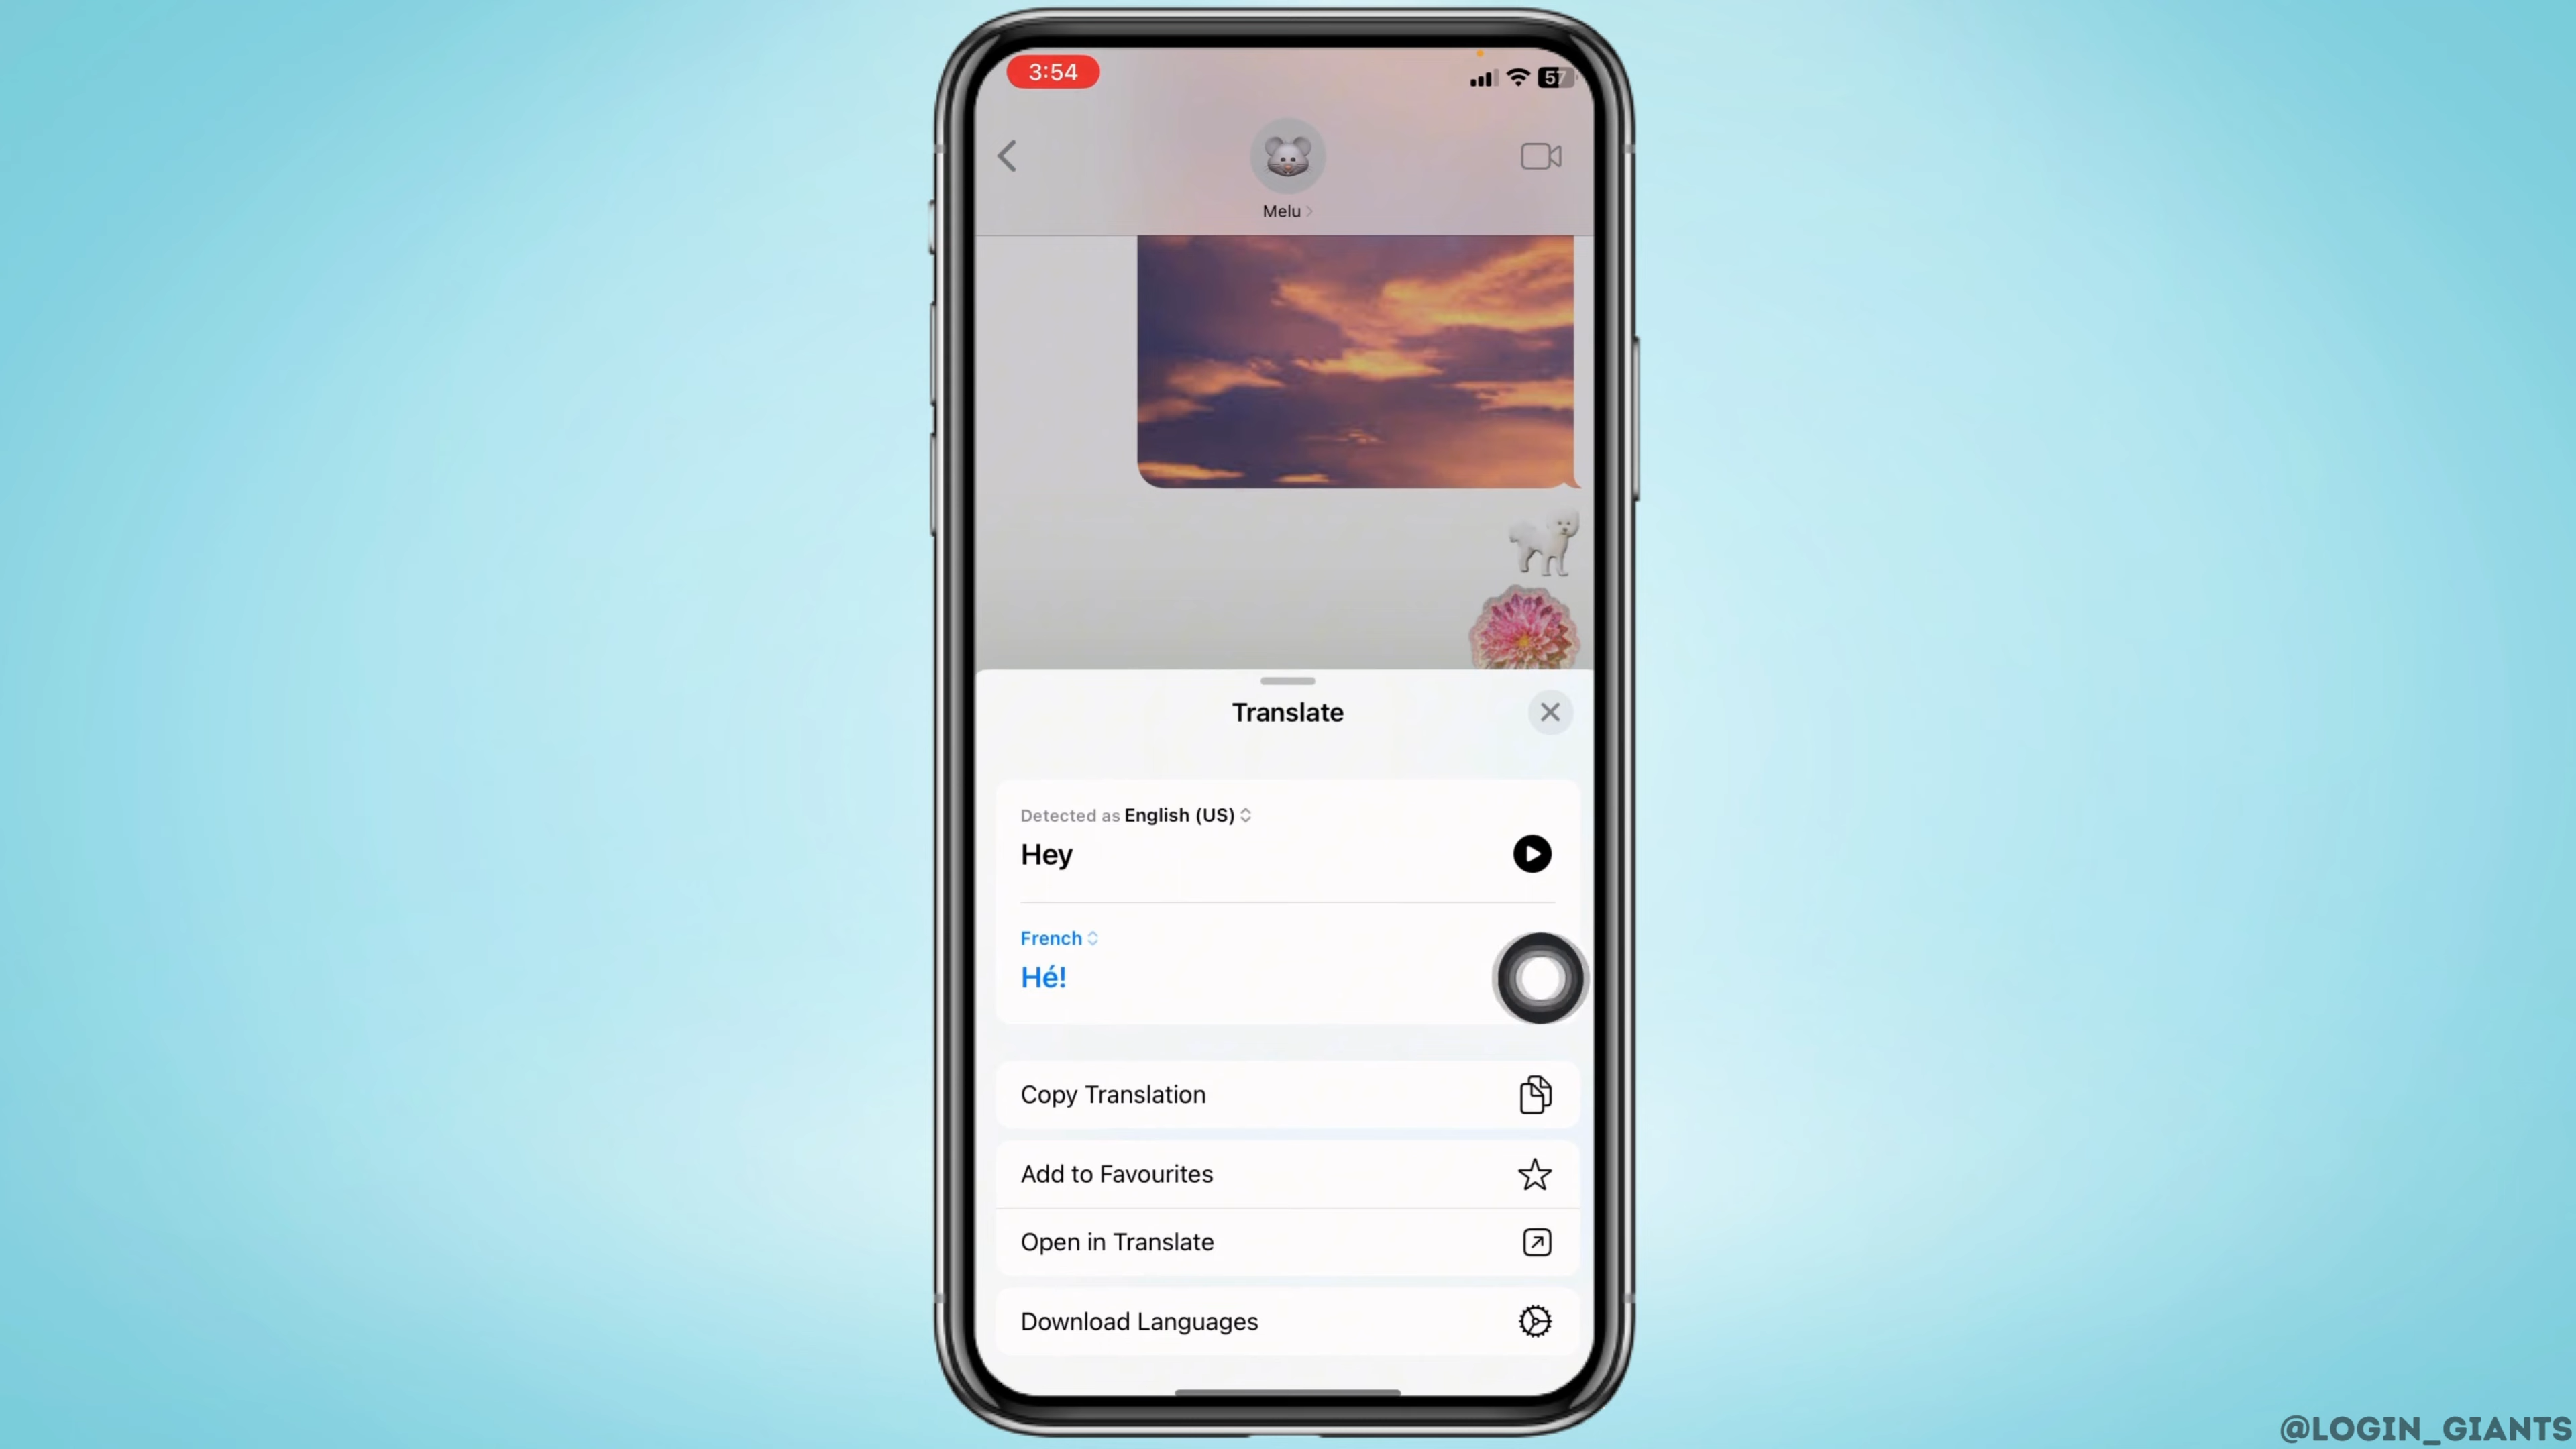 3:54
57
Melu
Translate
Detected as English (US)
Hey
French
Hé!
Copy Translation
Add to Favourites
Open in Translate
Download Languages
@LOGIN_GIANTS